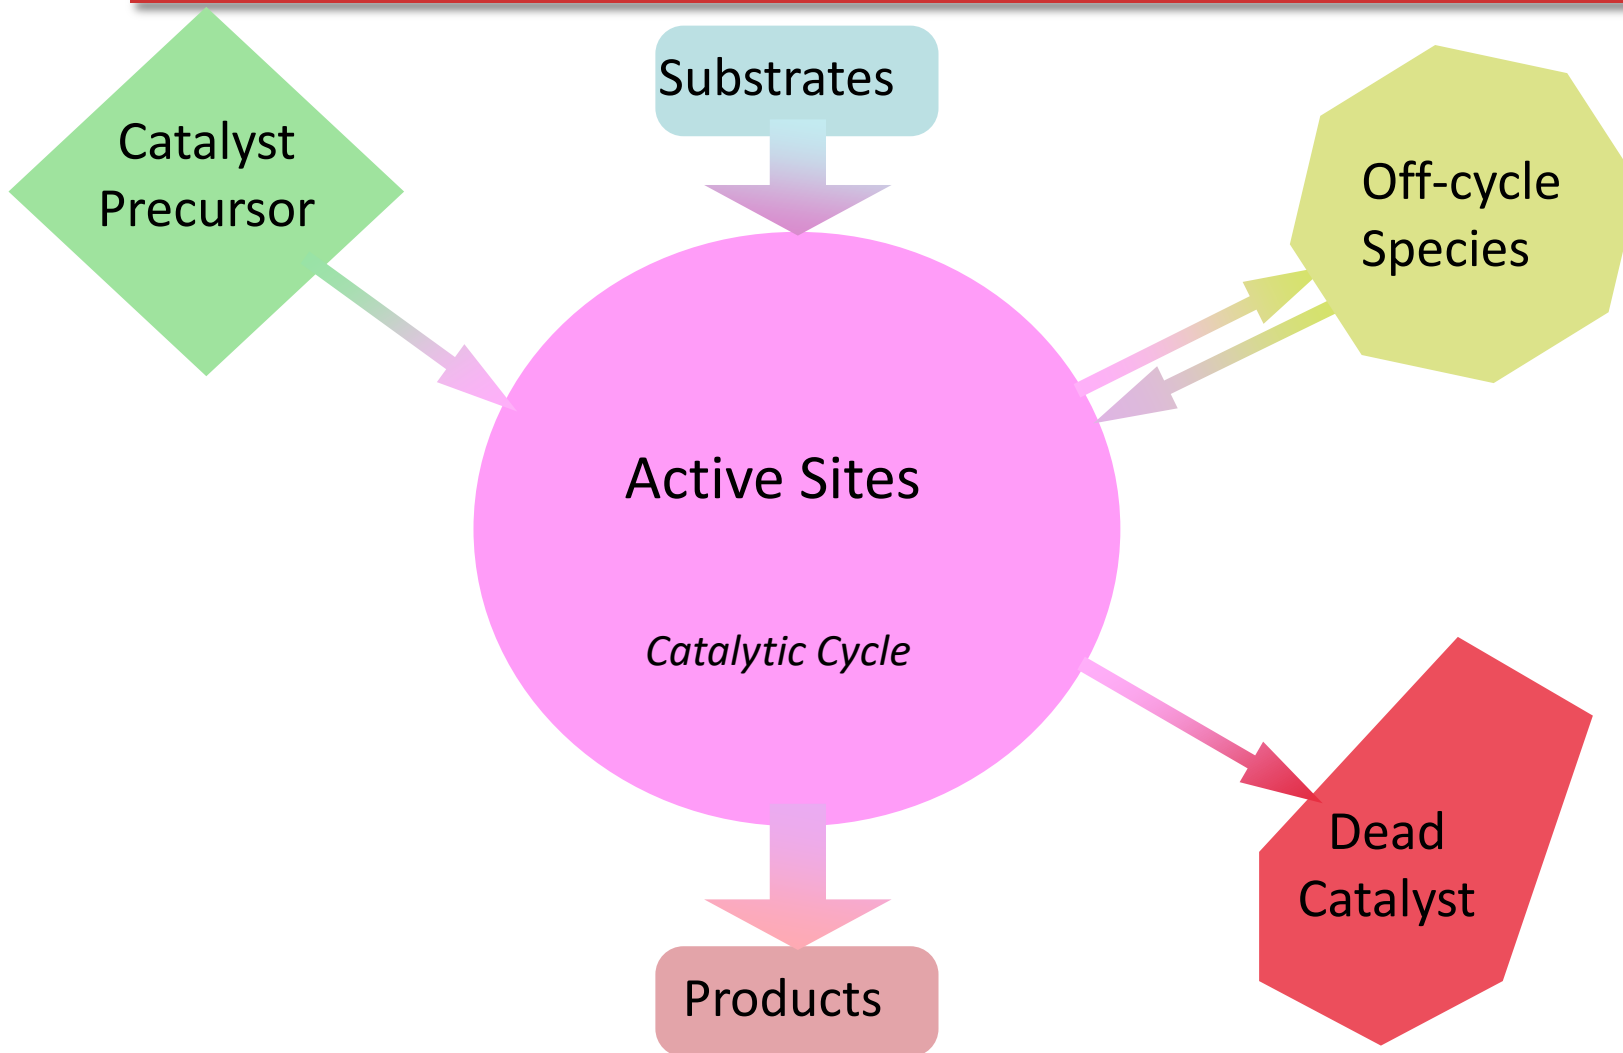 Substrates
Catalyst
Precursor
Off-cycle
Species
Active Sites
Catalytic Cycle
Dead
Catalyst
Products